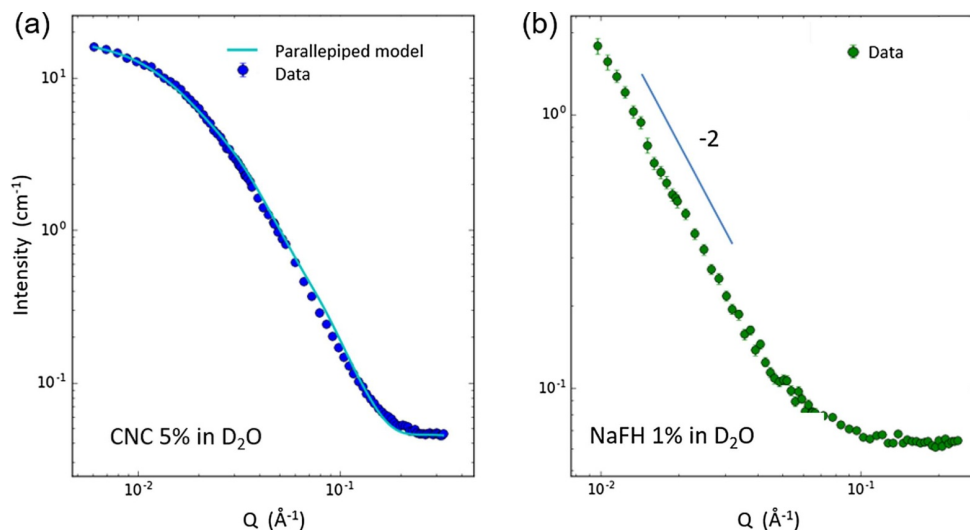 (a)
Parallepiped model
Data
Intensity (cm⁻¹)
10¹
10⁰
10⁻¹
CNC 5% in D₂O
10⁻²
10⁻¹
Q (Å⁻¹)
(b)
Data
-2
10⁰
10⁻¹
NaFH 1% in D₂O
10⁻²
10⁻¹
Q (Å⁻¹)